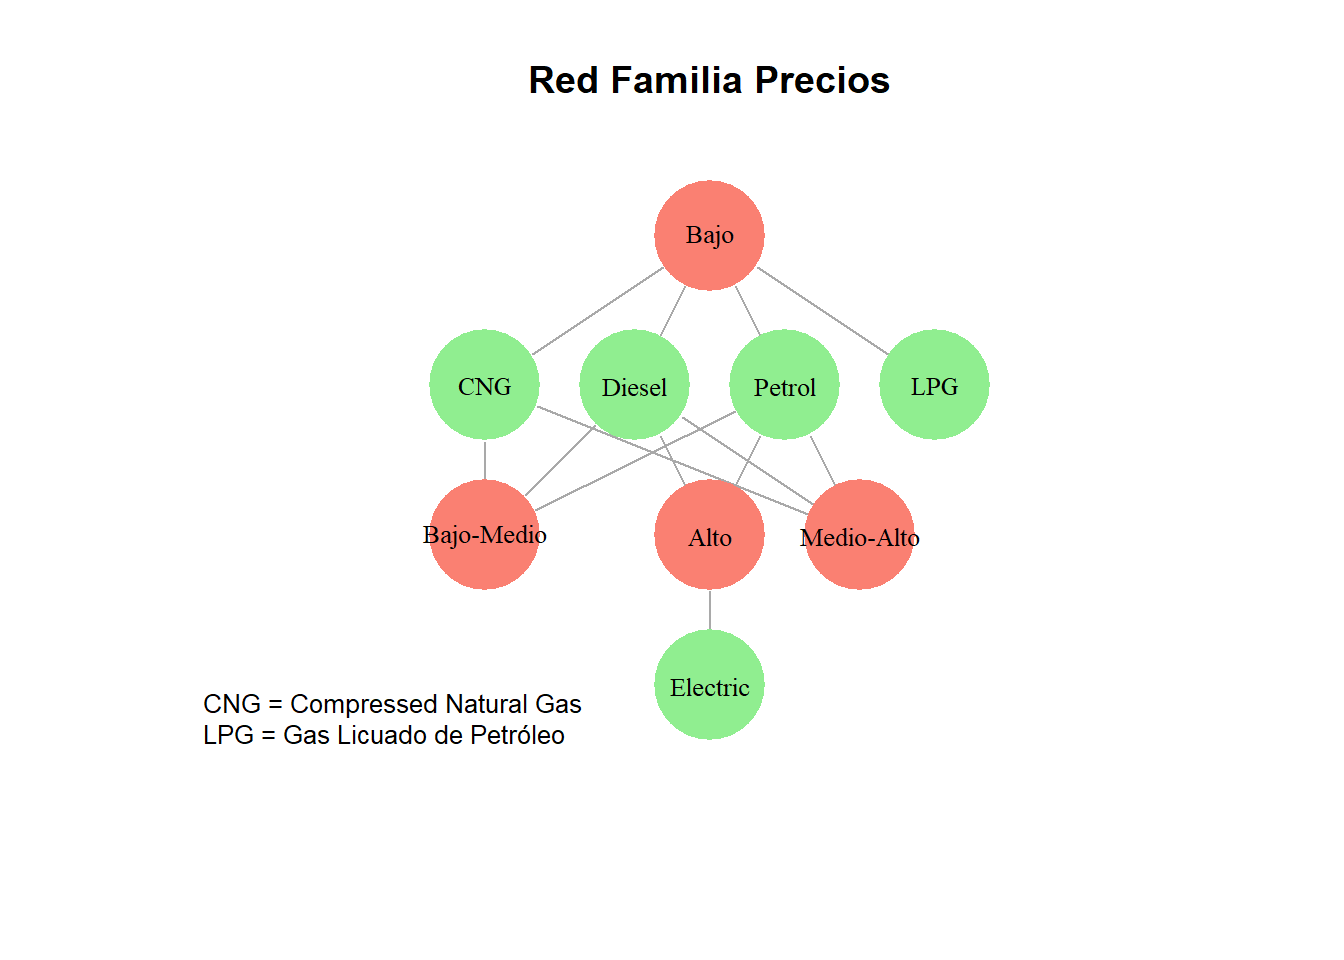 Red Familia Precios
Bajo
CNG
Diesel
Petrol
LPG
Bajo-Medio
Alto
Medio-Alto
Electric
CNG = Compressed Natural Gas
LPG = Gas Licuado de Petróleo